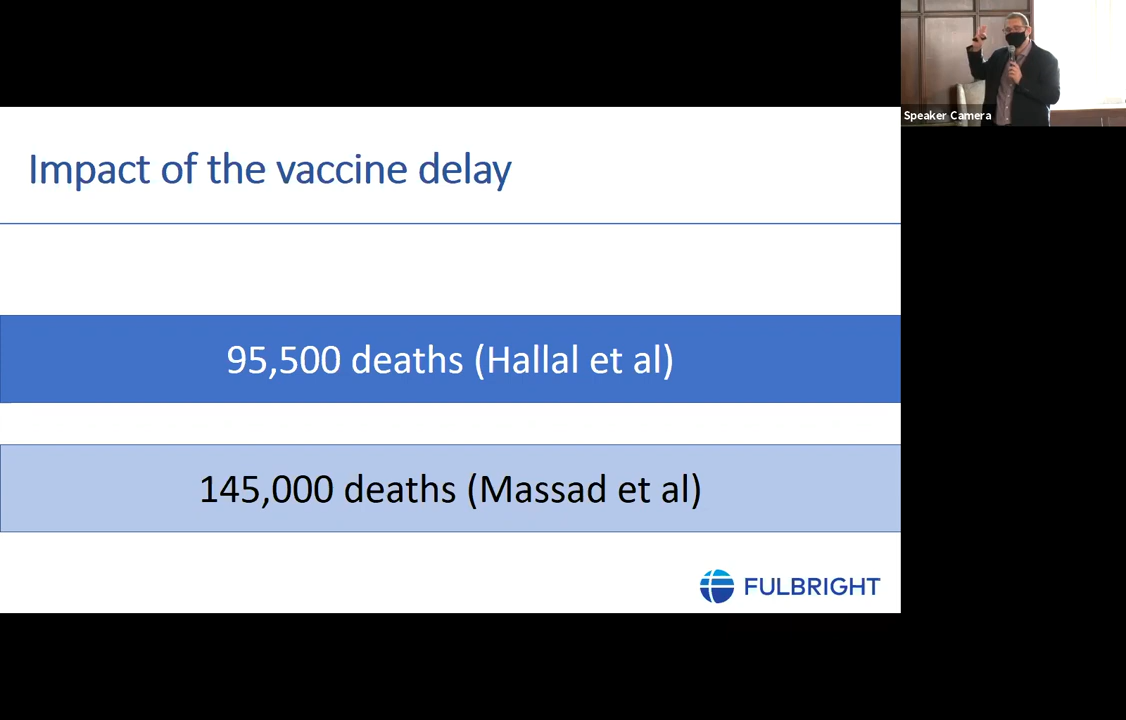 Speaker Camera
Impact of the vaccine delay
95,500 deaths (Hallal et al)
145,000 deaths (Massad et al)
FULBRIGHT